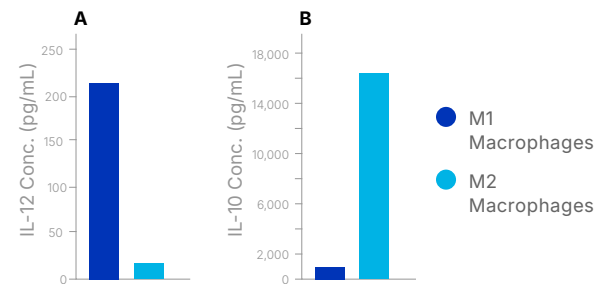 A
IL-12 Conc. (pg/mL)
250
200
150
100
50
0
B
IL-10 Conc. (pg/mL)
18,000
14,000
10,000
6,000
2,000
0
M1
Macrophages
M2
Macrophages